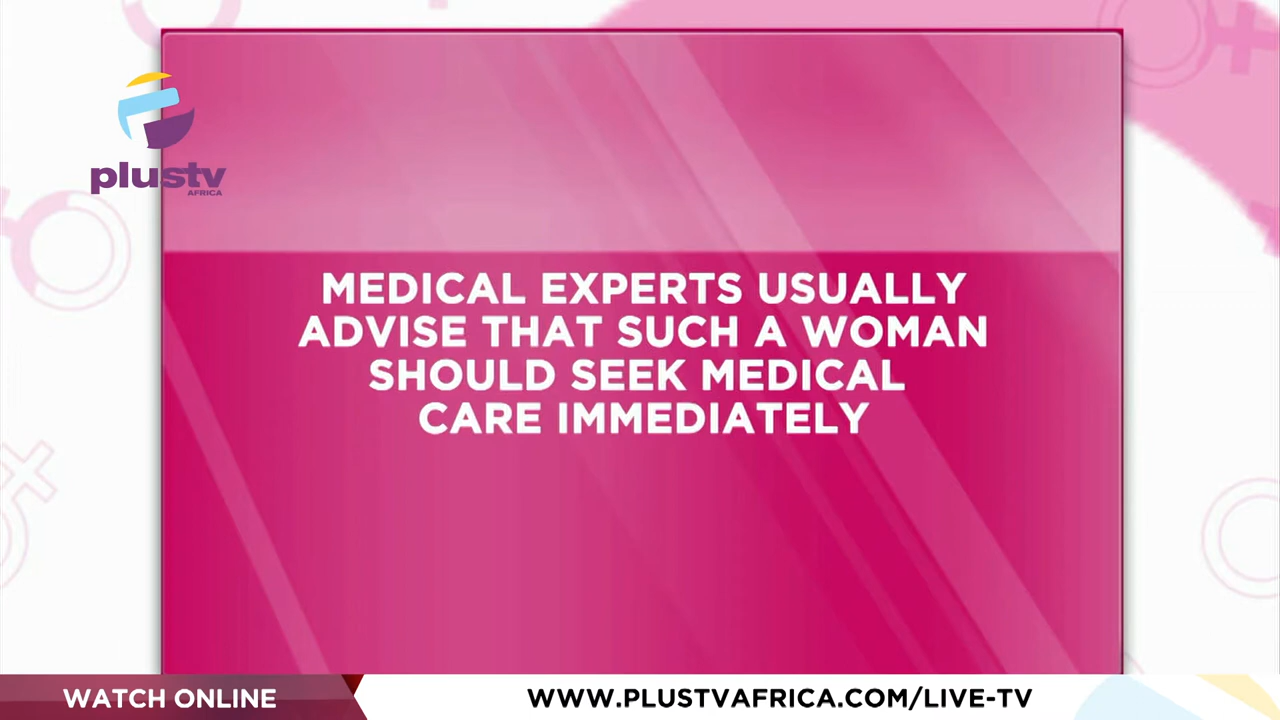 plustv
AFRICA
MEDICAL EXPERTS USUALLY
ADVISE THAT SUCH A WOMAN
SHOULD SEEK MEDICAL
CARE IMMEDIATELY
WATCH ONLINE
WWW.PLUSTVAFRICA.COM/LIVE-TV